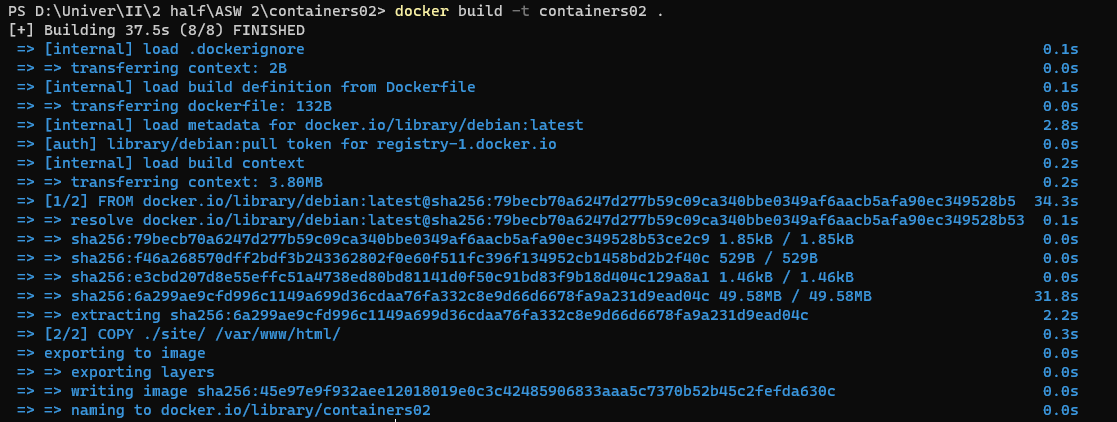 PS D:\Univer\II\2 half\ASW 2\containers02> docker build -t containers02 .
[+] Building 37.5s (8/8) FINISHED
=> [internal] load .dockerignore 0.1s
=> => transferring context: 2B 0.0s
=> [internal] load build definition from Dockerfile 0.1s
=> => transferring dockerfile: 132B 0.0s
=> [internal] load metadata for docker.io/library/debian:latest 2.8s
=> [auth] library/debian:pull token for registry-1.docker.io 0.0s
=> [internal] load build context 0.2s
=> => transferring context: 3.80MB 0.2s
=> [1/2] FROM docker.io/library/debian:latest@sha256:79becb70a6247d277b59c09ca340bbe0349af6aacb5afa90ec349528b5 34.3s
=> => resolve docker.io/library/debian:latest@sha256:79becb70a6247d277b59c09ca340bbe0349af6aacb5afa90ec349528b53 0.1s
=> => sha256:79becb70a6247d277b59c09ca340bbe0349af6aacb5afa90ec349528b53ce2c9 1.85kB / 1.85kB 0.0s
=> => sha256:f46a268570dff2bdf3b243362802f0e60f511fc396f134952cb1458bd2b2f40c 529B / 529B 0.0s
=> => sha256:e3cbd207d8e55effc51a4738ed80bd81141d0f50c91bd83f9b18d404c129a8a1 1.46kB / 1.46kB 0.0s
=> => sha256:6a299ae9cfd996c1149a699d36cdaa76fa332c8e9d66d6678fa9a231d9ead04c 49.58MB / 49.58MB 31.8s
=> => extracting sha256:6a299ae9cfd996c1149a699d36cdaa76fa332c8e9d66d6678fa9a231d9ead04c 2.2s
=> [2/2] COPY ./site/ /var/www/html/ 0.3s
=> exporting to image 0.0s
=> => exporting layers 0.0s
=> => writing image sha256:45e97e9f932aee12018019e0c3c42485906833aaa5c7370b52b45c2fefda630c 0.0s
=> => naming to docker.io/library/containers02 0.0s